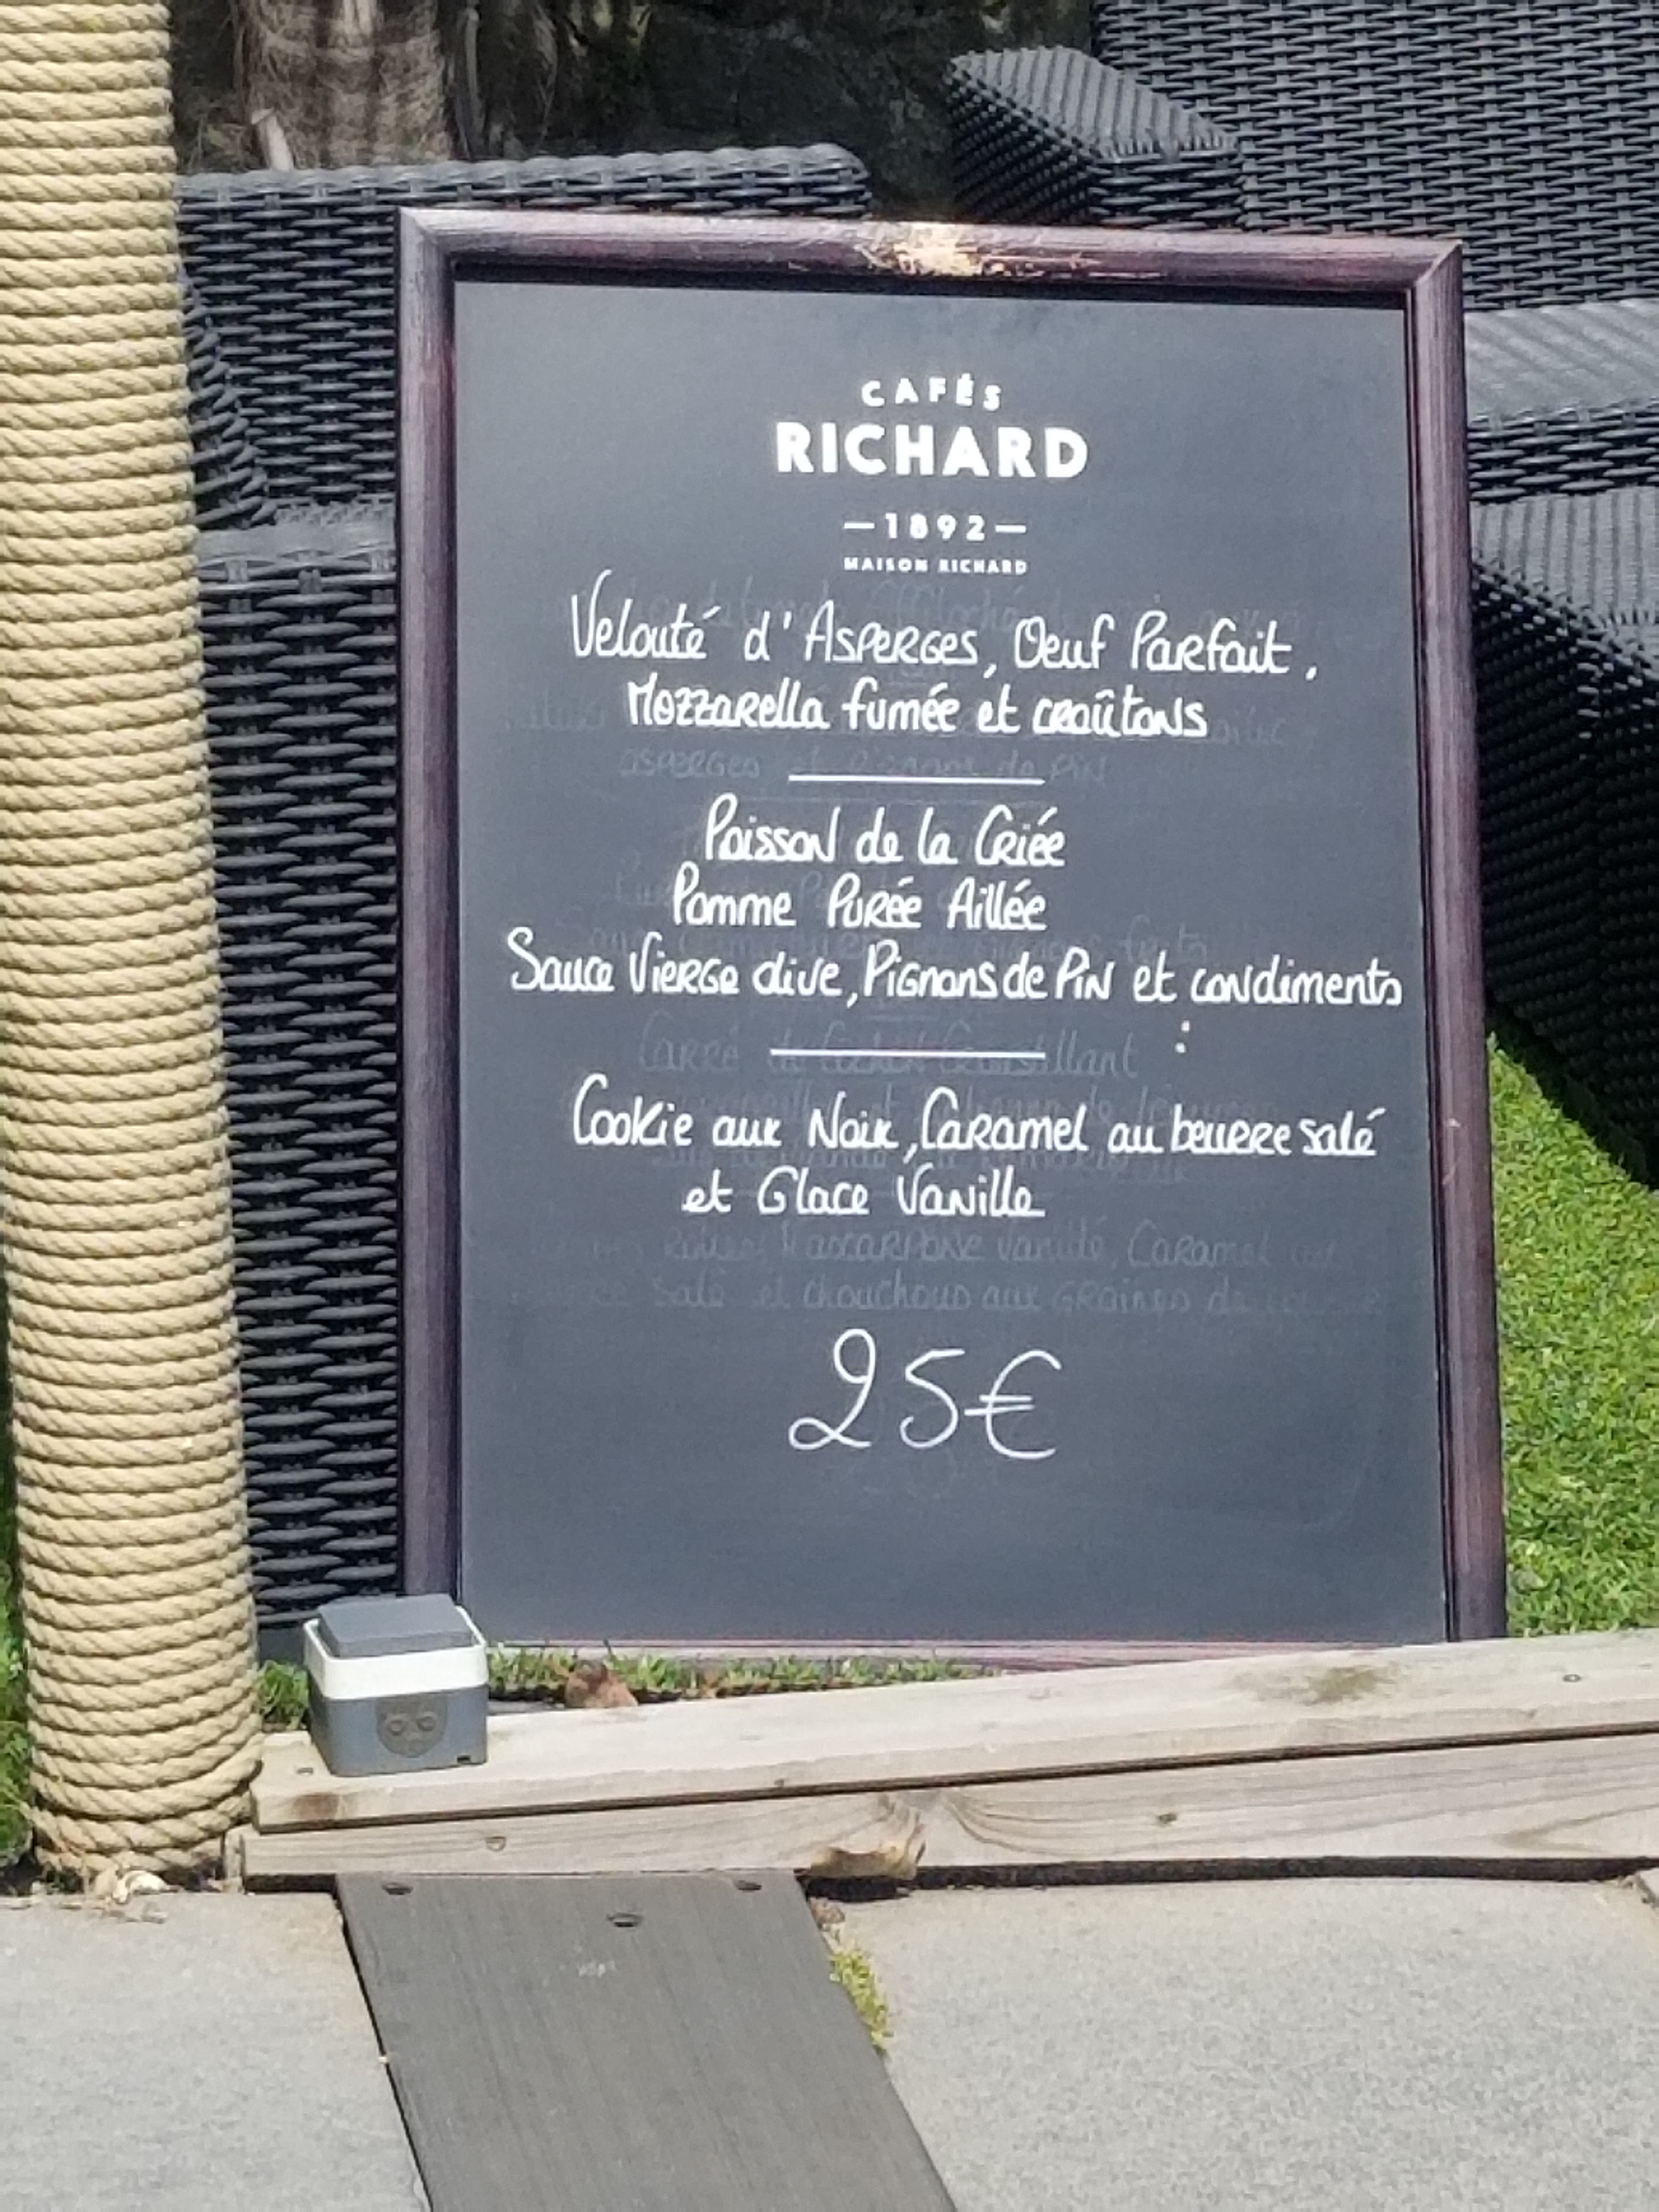 CAFÉS
RICHARD
—1892—
MAISON RICHARD
Velouté d'Asperges, Oeuf Parfait,
Mozzarella fumée et croûtons
Poisson de la Criée
Pomme Purée Aillée
Sauce Vierge olive, Pignons de Pin et condiments
Cookie aux Noix, Caramel au beurre salé
et Glace Vanille
25€